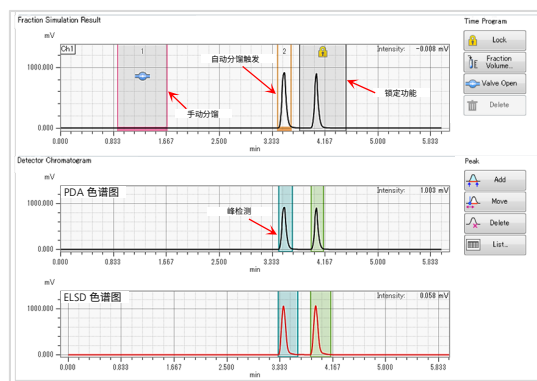 Fraction Simulation Result
Time Program
mV
Ch1
1
自动分馏触发
2
Intensity: -0.008 mV
Lock
1000.000
Fraction Volume...
Valve Open
锁定功能
手动分馏
Delete
0.000
0.000 0.833 1.667 2.500 3.333 4.167 5.000 5.833
min
Detector Chromatogram
Peak
mV
PDA 色谱图
Intensity: 1.003 mV
Add
1000.000
峰检测
Move
Delete
0.000
List...
0.000 0.833 1.667 2.500 3.333 4.167 5.000 5.833
min
mV
ELSD 色谱图
Intensity: 0.058 mV
1000.000
0.000
0.000 0.833 1.667 2.500 3.333 4.167 5.000 5.833
min